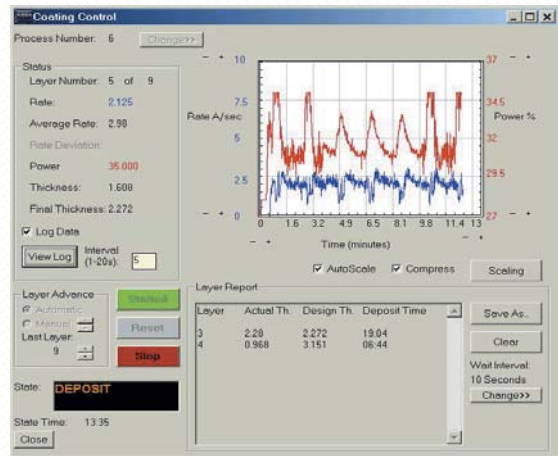 Coating Control
Process Number: 6 Change>>
Status
Layer Number: 5 of 9
Rate: 2.125
Average Rate: 2.98
Rate Deviation:
Power 35.000
Thickness: 1.608
Final Thickness: 2.272
Log Data
View Log Interval (1-20s): 5
- + 10
7.5
Rate A/sec
5
2.5
- + 0
37 - +
34.5
Power %
32
29.5
27 - +
0 1.6 3.2 4.9 6.5 8.1 9.8 11.4 13
- + Time (minutes) - +
AutoScale Compress Scaling
Layer Advance
Automatic
Manual
Last Layer:
9
Started
Reset
Stop
State: DEPOSIT
State Time: 13:35
Close
Layer Report
Layer Actual Th. Design Th. Deposit Time
3 2.28 2.272 19:04
4 0.968 3.151 06:44
Save As..
Clear
Wait Interval:
10 Seconds
Change>>